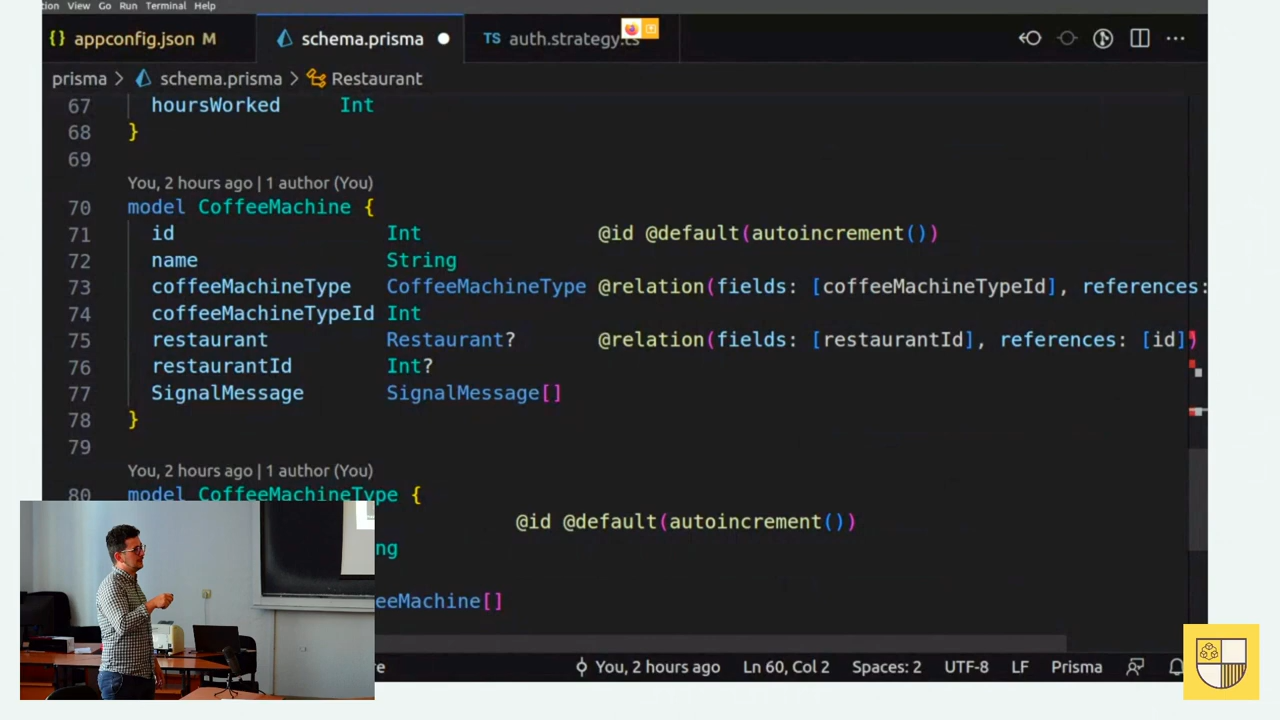 tion View Go Run Terminal Help
{} appconfig.json M
schema.prisma
TS auth.strategy.ts
prisma > schema.prisma > Restaurant
67 hoursWorked Int
68 }
69
You, 2 hours ago | 1 author (You)
70 model CoffeeMachine {
71 id Int @id @default(autoincrement())
72 name String
73 coffeeMachineType CoffeeMachineType @relation(fields: [coffeeMachineTypeId], references:
74 coffeeMachineTypeId Int
75 restaurant Restaurant? @relation(fields: [restaurantId], references: [id])
76 restaurantId Int?
77 SignalMessage SignalMessage[]
78 }
79
You, 2 hours ago | 1 author (You)
80 model CoffeeMachineType {
@id @default(autoincrement())
ng
eeMachine[]
e You, 2 hours ago Ln 60, Col 2 Spaces: 2 UTF-8 LF Prisma